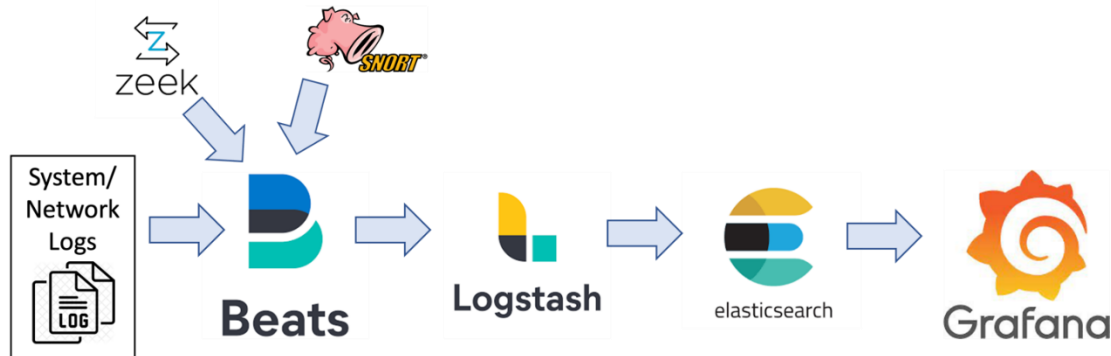 Z
zeek
SNORT®
System/
Network
Logs
LOG
Beats
Logstash
elasticsearch
Grafana